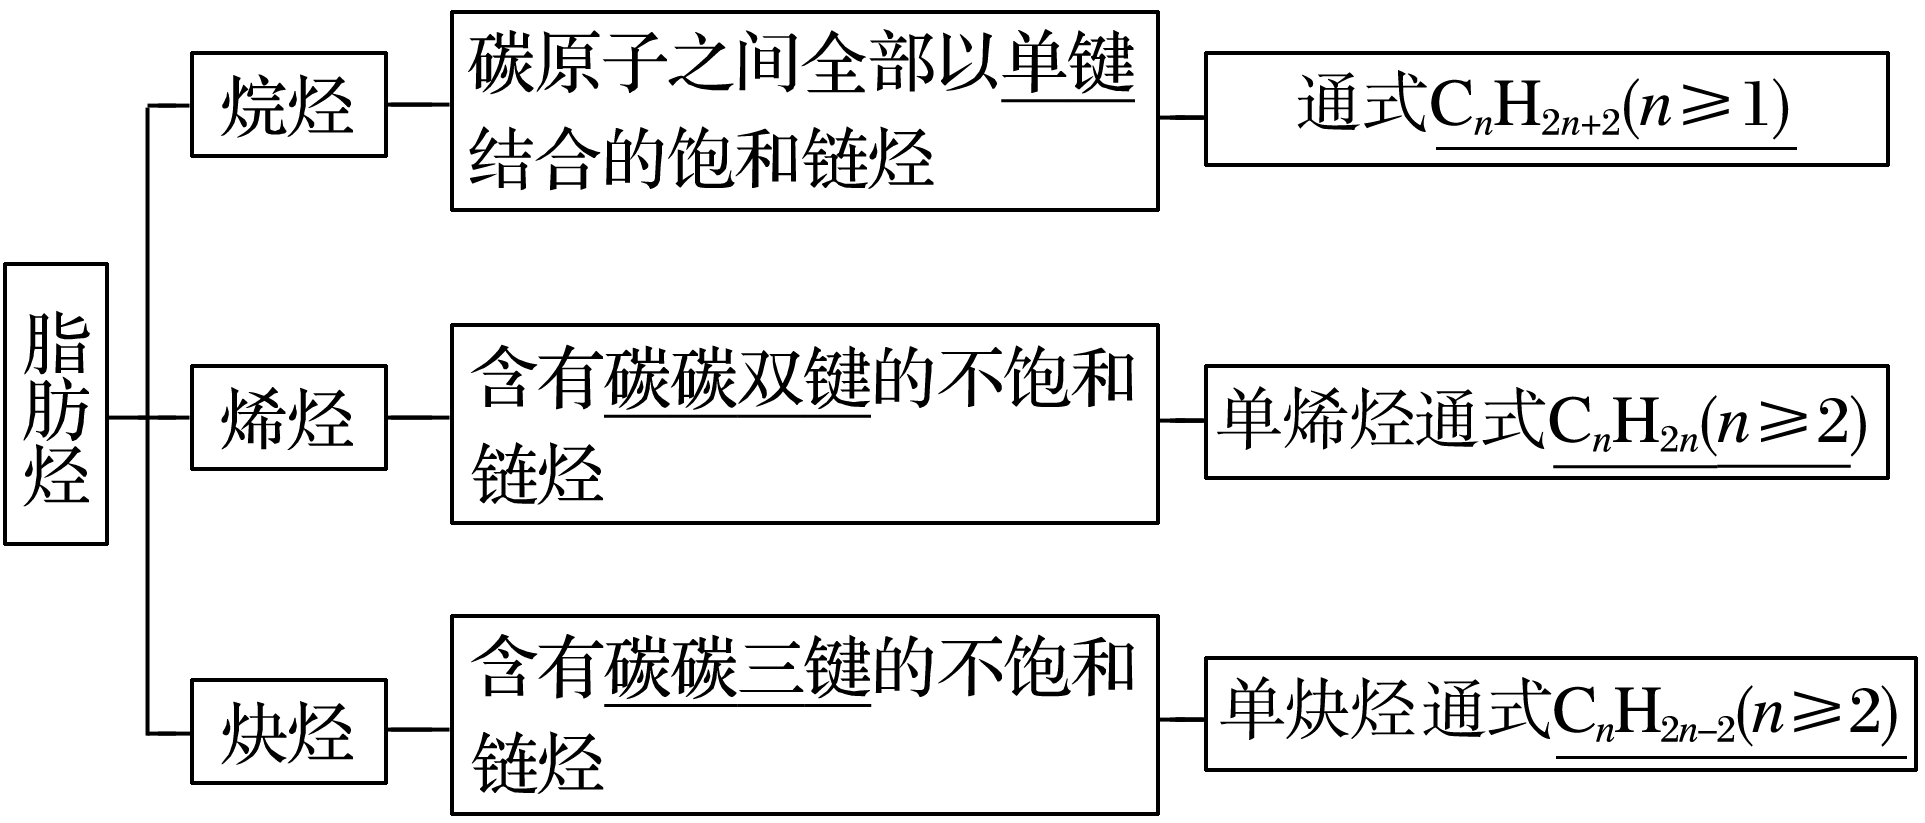 脂肪烃
烷烃
碳原子之间全部以单键
结合的饱和链烃
通式CₙH₂ₙ₊₂(n≥1)
烯烃
含有碳碳双键的不饱和
链烃
单烯烃通式CₙH₂ₙ(n≥2)
炔烃
含有碳碳三键的不饱和
链烃
单炔烃通式CₙH₂ₙ₋₂(n≥2)